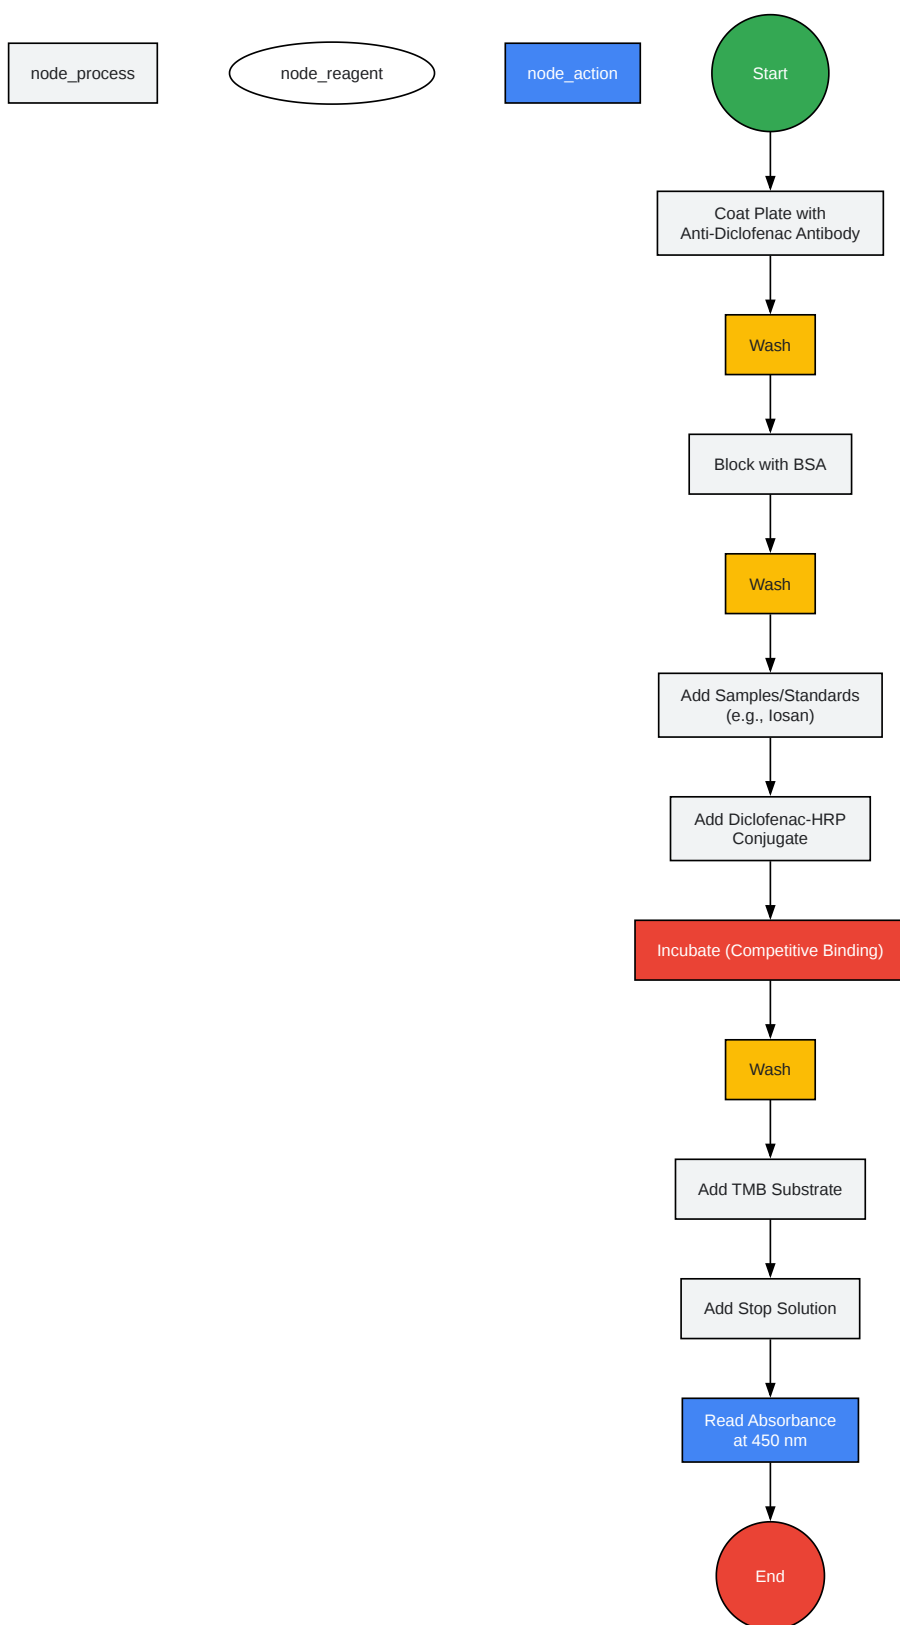 node_process
node_reagent
node_action
Start
Coat Plate with
Anti-Diclofenac Antibody
Wash
Block with BSA
Wash
Add Samples/Standards
(e.g., Iosan)
Add Diclofenac-HRP
Conjugate
Incubate (Competitive Binding)
Wash
Add TMB Substrate
Add Stop Solution
Read Absorbance
at 450 nm
End